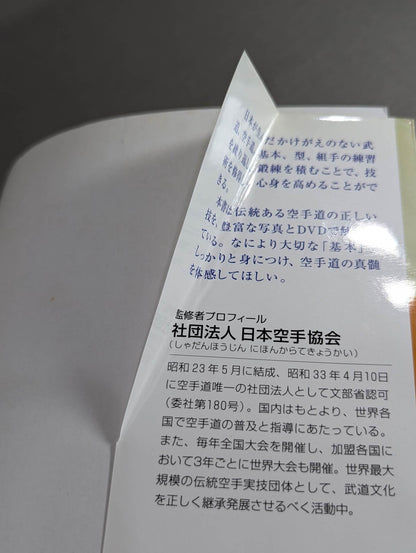 だかけがえのない武
基本、型、組手の練習
鍛練を積むことで、技
心身を高めることがで
きる。
本書は伝統ある空手道の正しい
技を、豊富な写真とDVDで
ている。なにより大切な「基本
しっかりと身につけ、空手道の真髄
を体感してほしい。
監修者プロフィール
社団法人 日本空手協会
(しゃだんほうじん にほんからてきょうかい)
昭和23年5月に結成、昭和33年4月10日
に空手道唯一の社団法人として文部省認可
(委社第180号)。国内はもとより、世界各
国で空手道の普及と指導にあたっている。
また、毎年全国大会を開催し、加盟各国に
おいて3年ごとに世界大会も開催。世界最大
規模の伝統空手実技団体として、武道文化
を正しく継承発展させるべく活動中。